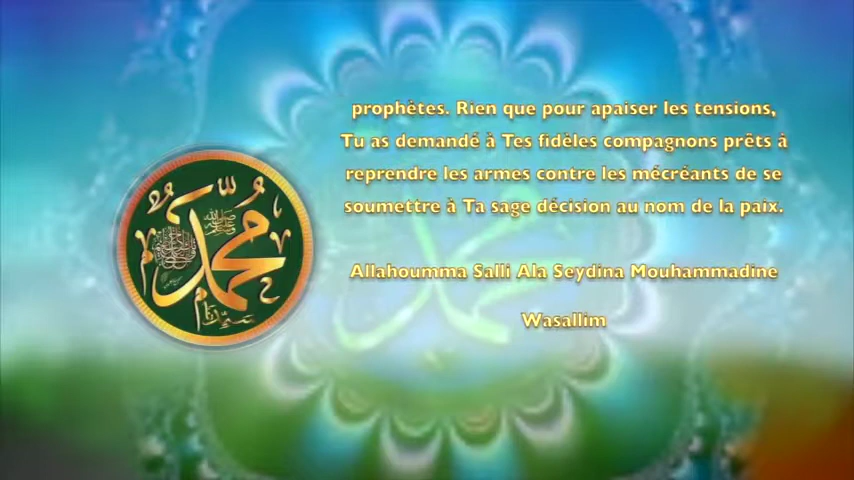 prophètes. Rien que pour apaiser les tensions,
Tu as demandé à Tes fidèles compagnons prêts à
reprendre les armes contre les mécréants de se
soumettre à Ta sage décision au nom de la paix.
Allahoumma Salli Ala Seydina Mouhammadine
Wasallim
محمد